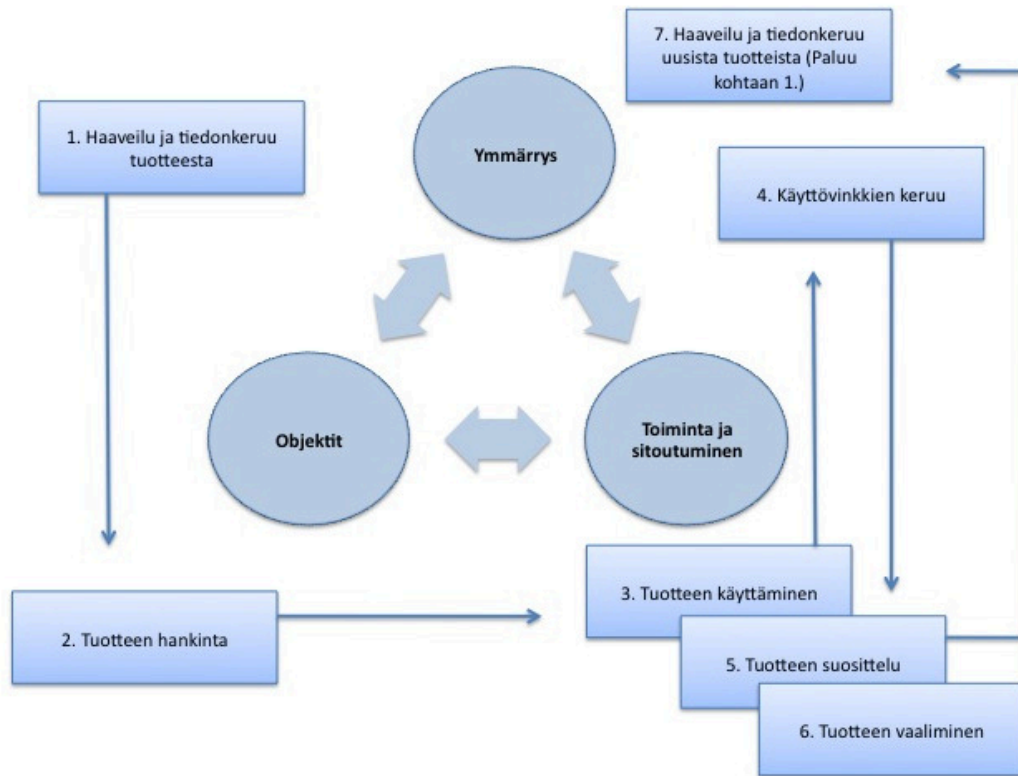 7. Haaveilu ja tiedonkeruu
uusista tuotteista (Paluu
kohtaan 1.)
1. Haaveilu ja tiedonkeruu
tuotteesta
Ymmärrys
4. Käyttövinkkien keruu
Objektit
Toiminta ja
sitoutuminen
3. Tuotteen käyttäminen
2. Tuotteen hankinta
5. Tuotteen suosittelu
6. Tuotteen vaaliminen